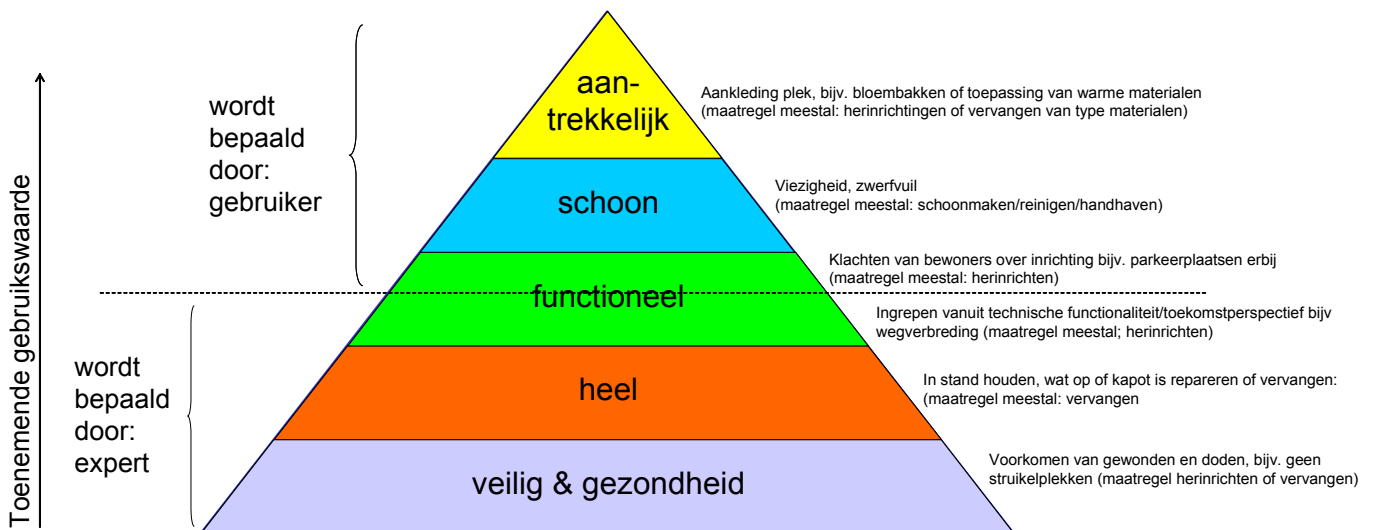 Toenemende gebruikswaarde
wordt
bepaald
door:
gebruiker
wordt
bepaald
door:
expert
aan-
trekkelijk
schoon
functioneel
heel
veilig & gezondheid
Aankleding plek, bijv. bloembakken of toepassing van warme materialen
(maatregel meestal: herinrichtingen of vervangen van type materialen)
Viezigheid, zwerfvuil
(maatregel meestal: schoonmaken/reinigen/handhaven)
Klachten van bewoners over inrichting bijv. parkeerplaatsen erbij
(maatregel meestal: herinrichten)
Ingrepen vanuit technische functionaliteit/toekomstperspectief bijv
wegverbreding (maatregel meestal; herinrichten)
In stand houden, wat op of kapot is repareren of vervangen:
(maatregel meestal: vervangen
Voorkomen van gewonden en doden, bijv. geen
struikelplekken (maatregel herinrichten of vervangen)